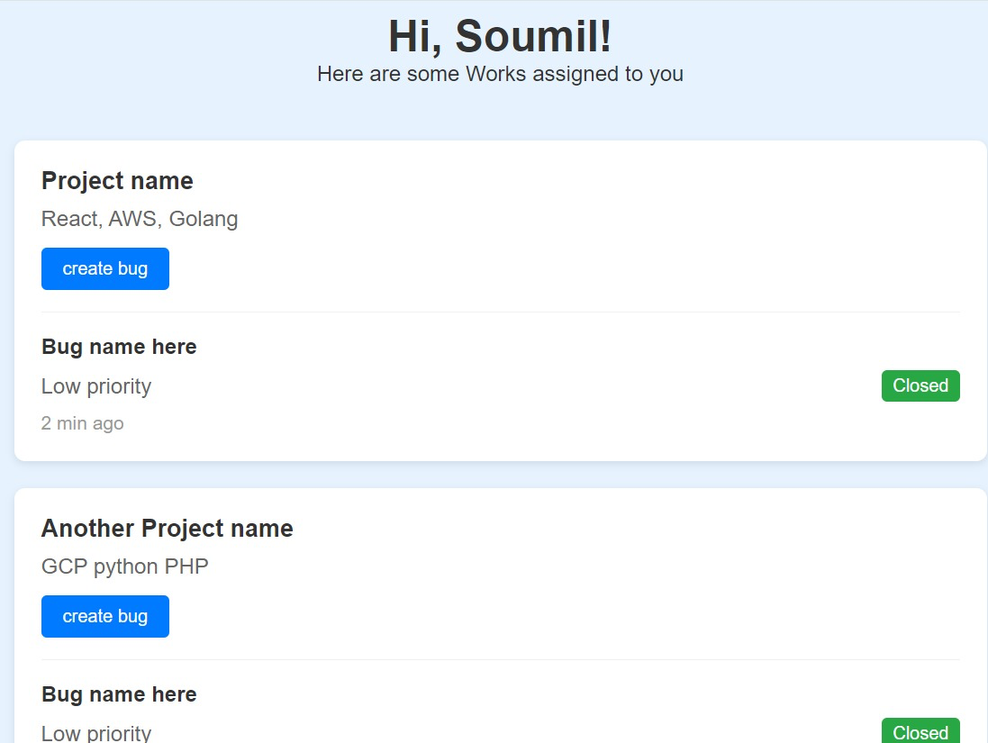 Hi, Soumil!
Here are some Works assigned to you
Project name
React, AWS, Golang
create bug
Bug name here
Low priority
Closed
2 min ago
Another Project name
GCP python PHP
create bug
Bug name here
Low priority
Closed